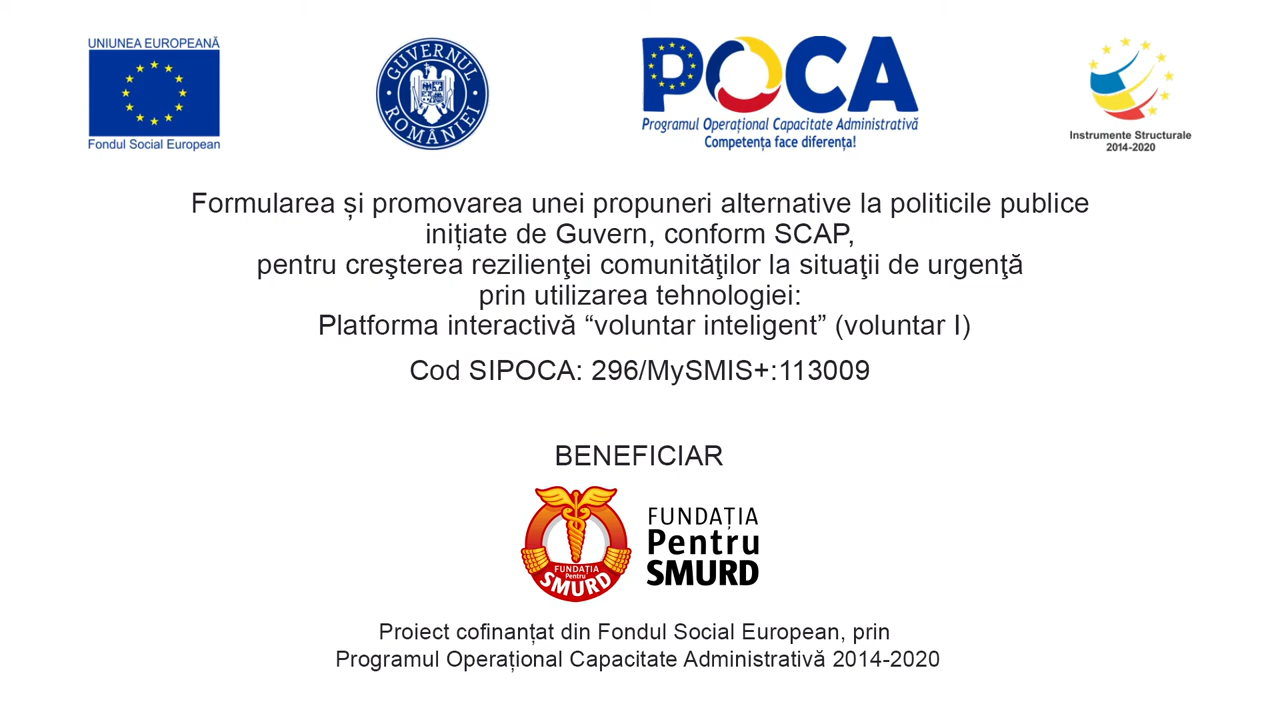 UNIUNEA EUROPEANĂ
Fondul Social European
GUVERNUL ROMÂNIEI
POCA
Programul Operațional Capacitate Administrativă
Competența face diferența!
Instrumente Structurale
2014-2020
Formularea și promovarea unei propuneri alternative la politicile publice
inițiate de Guvern, conform SCAP,
pentru creşterea rezilienţei comunităţilor la situaţii de urgenţă
prin utilizarea tehnologiei:
Platforma interactivă “voluntar inteligent” (voluntar I)
Cod SIPOCA: 296/MySMIS+:113009
BENEFICIAR
FUNDAȚIA
Pentru
SMURD
FUNDAȚIA
Pentru
SMURD
Proiect cofinanțat din Fondul Social European, prin
Programul Operațional Capacitate Administrativă 2014-2020